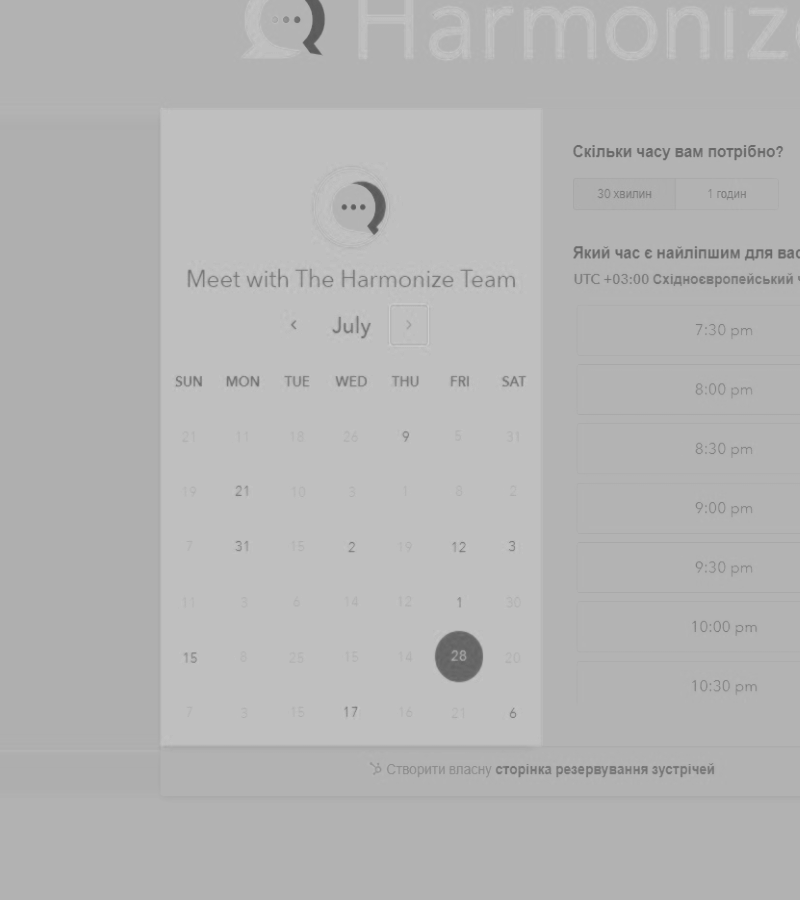 Harmonize
Meet with The Harmonize Team
July
SUN MON TUE WED THU FRI SAT
21 11 18 26 9 5 31
19 21 10 3 1 8 2
7 31 15 2 19 12 3
11 3 6 14 12 1 30
15 8 25 15 14 28 20
7 3 15 17 16 21 6
Скільки часу вам потрібно?
30 хвилин 1 годин
Який час є найліпшим для вас
UTC +03:00 Східноєвропейський
7:30 pm
8:00 pm
8:30 pm
9:00 pm
9:30 pm
10:00 pm
10:30 pm
Створити власну сторінка резервування зустрічей